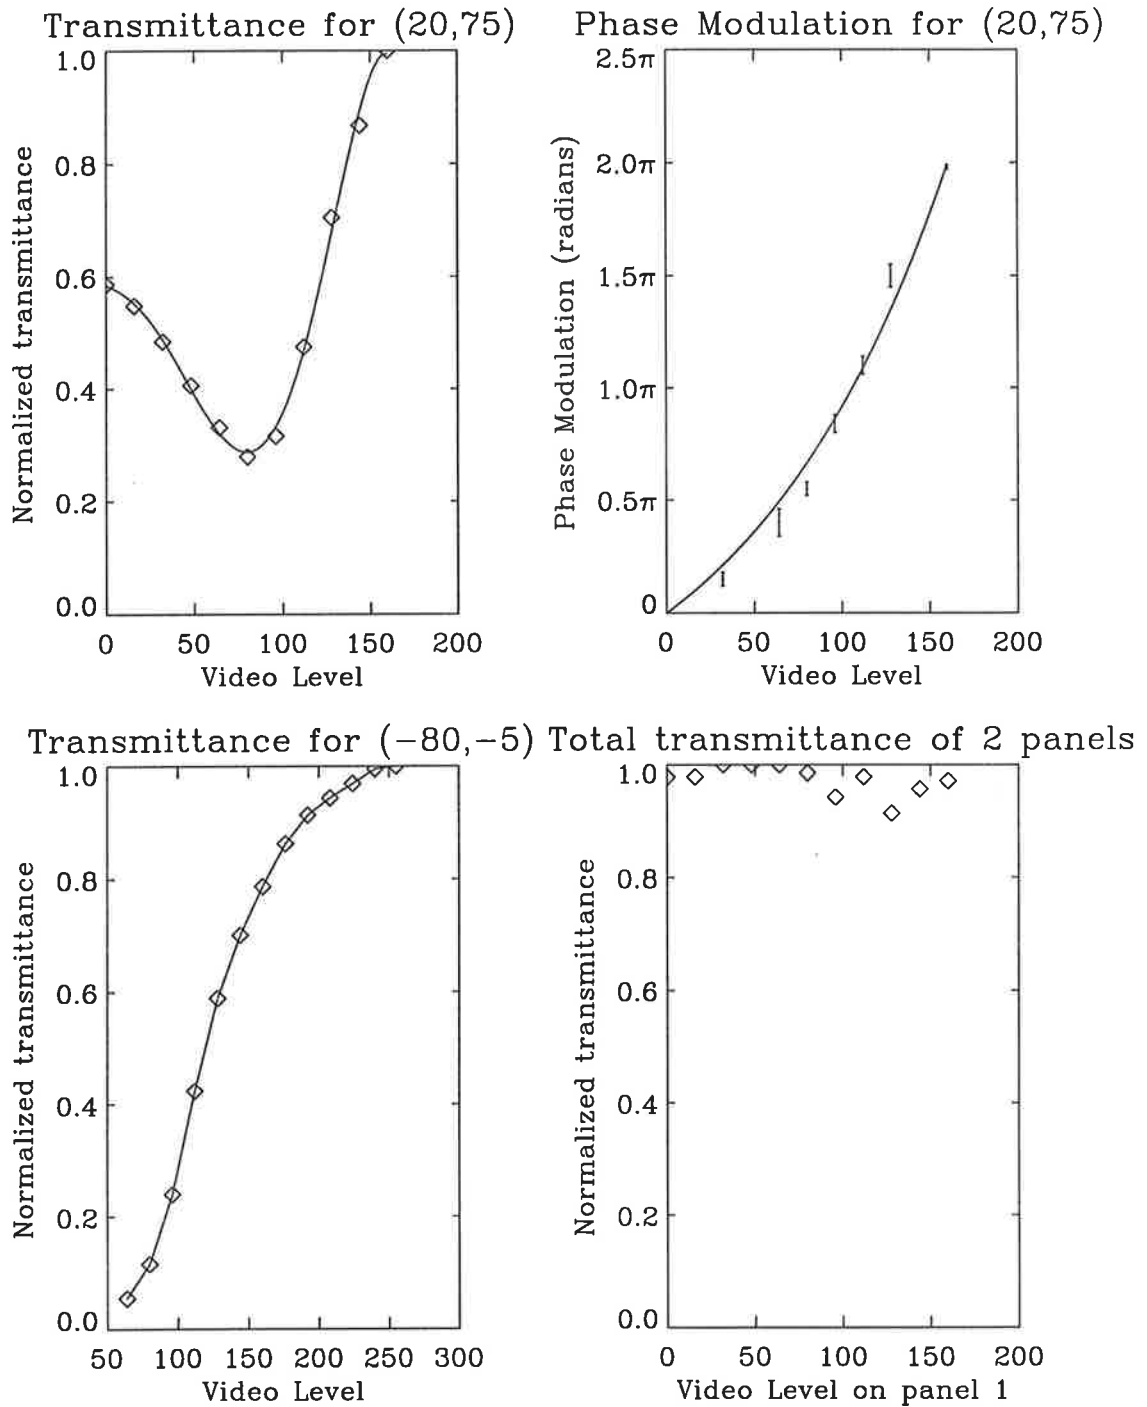 Transmittance for (20,75)
1.0
0.8
0.6
0.4
0.2
0.0
Normalized transmittance
0 50 100 150 200
Video Level
Phase Modulation for (20,75)
2.5π
2.0π
1.5π
1.0π
0.5π
0
Phase Modulation (radians)
0 50 100 150 200
Video Level
Transmittance for (−80,−5)
1.0
0.8
0.6
0.4
0.2
0.0
Normalized transmittance
50 100 150 200 250 300
Video Level
Total transmittance of 2 panels
1.0
0.8
0.6
0.4
0.2
0.0
Normalized transmittance
0 50 100 150 200
Video Level on panel 1